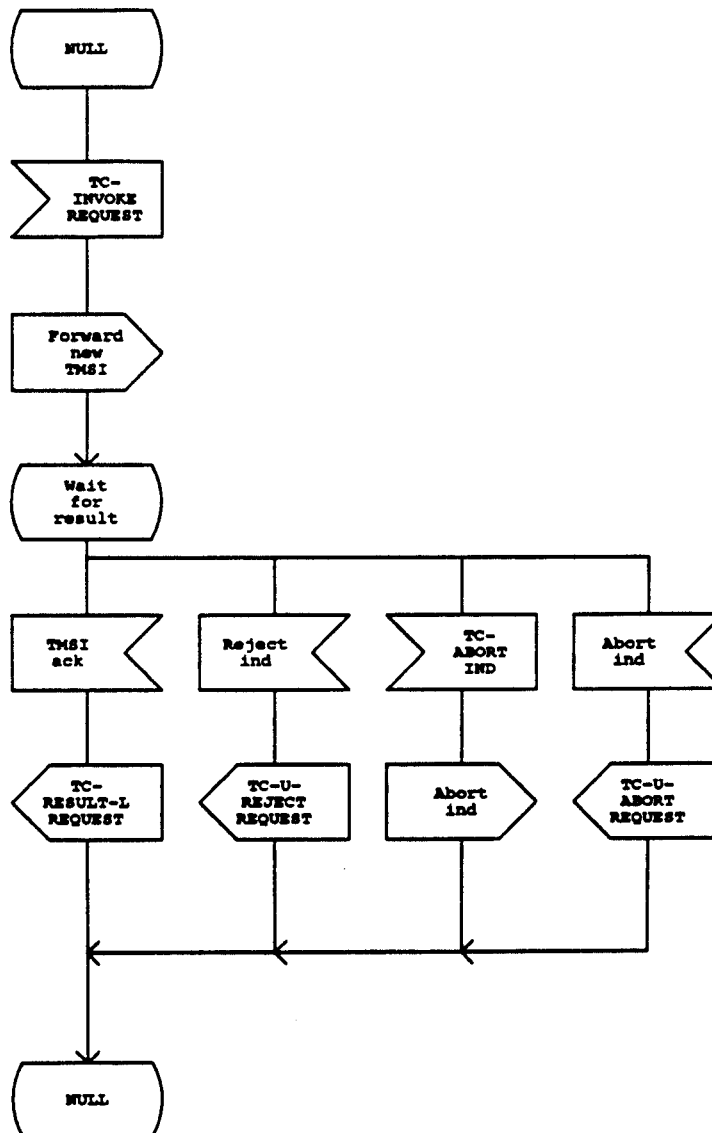 NULL
TC-
INVOKE
REQUEST
Forward
new
TMSI
Wait
for
result
TMSI
ack
Reject
ind
TC-
ABORT
IND
Abort
ind
TC-
RESULT-L
REQUEST
TC-U-
REJECT
REQUEST
Abort
ind
TC-U-
ABORT
REQUEST
NULL